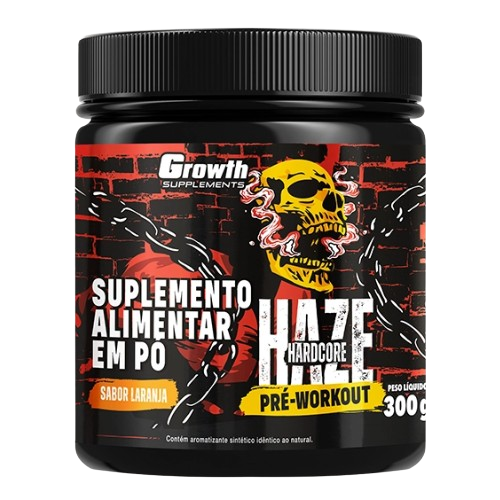 Growth
SUPPLEMENTS
SUPLEMENTO
ALIMENTAR
EM PÓ
SABOR LARANJA
HAZE
HARDCORE
PRÉ-WORKOUT
PESO LÍQUIDO
300g
Contém aromatizante sintético idêntico ao natural.